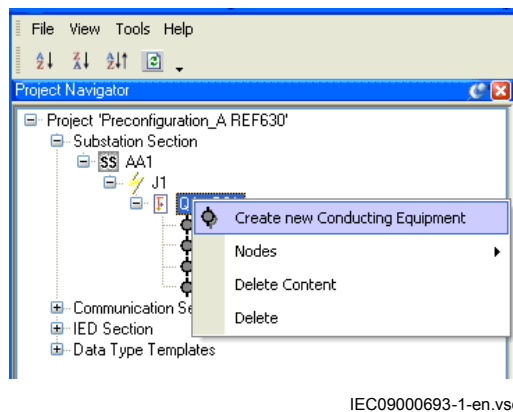 File View Tools Help
Project Navigator
Project 'Preconfiguration_A REF630'
Substation Section
SS AA1
J1
Create new Conducting Equipment
Nodes
Delete Content
Communication Se
Delete
IED Section
Data Type Templates
IEC09000693-1-en.vs